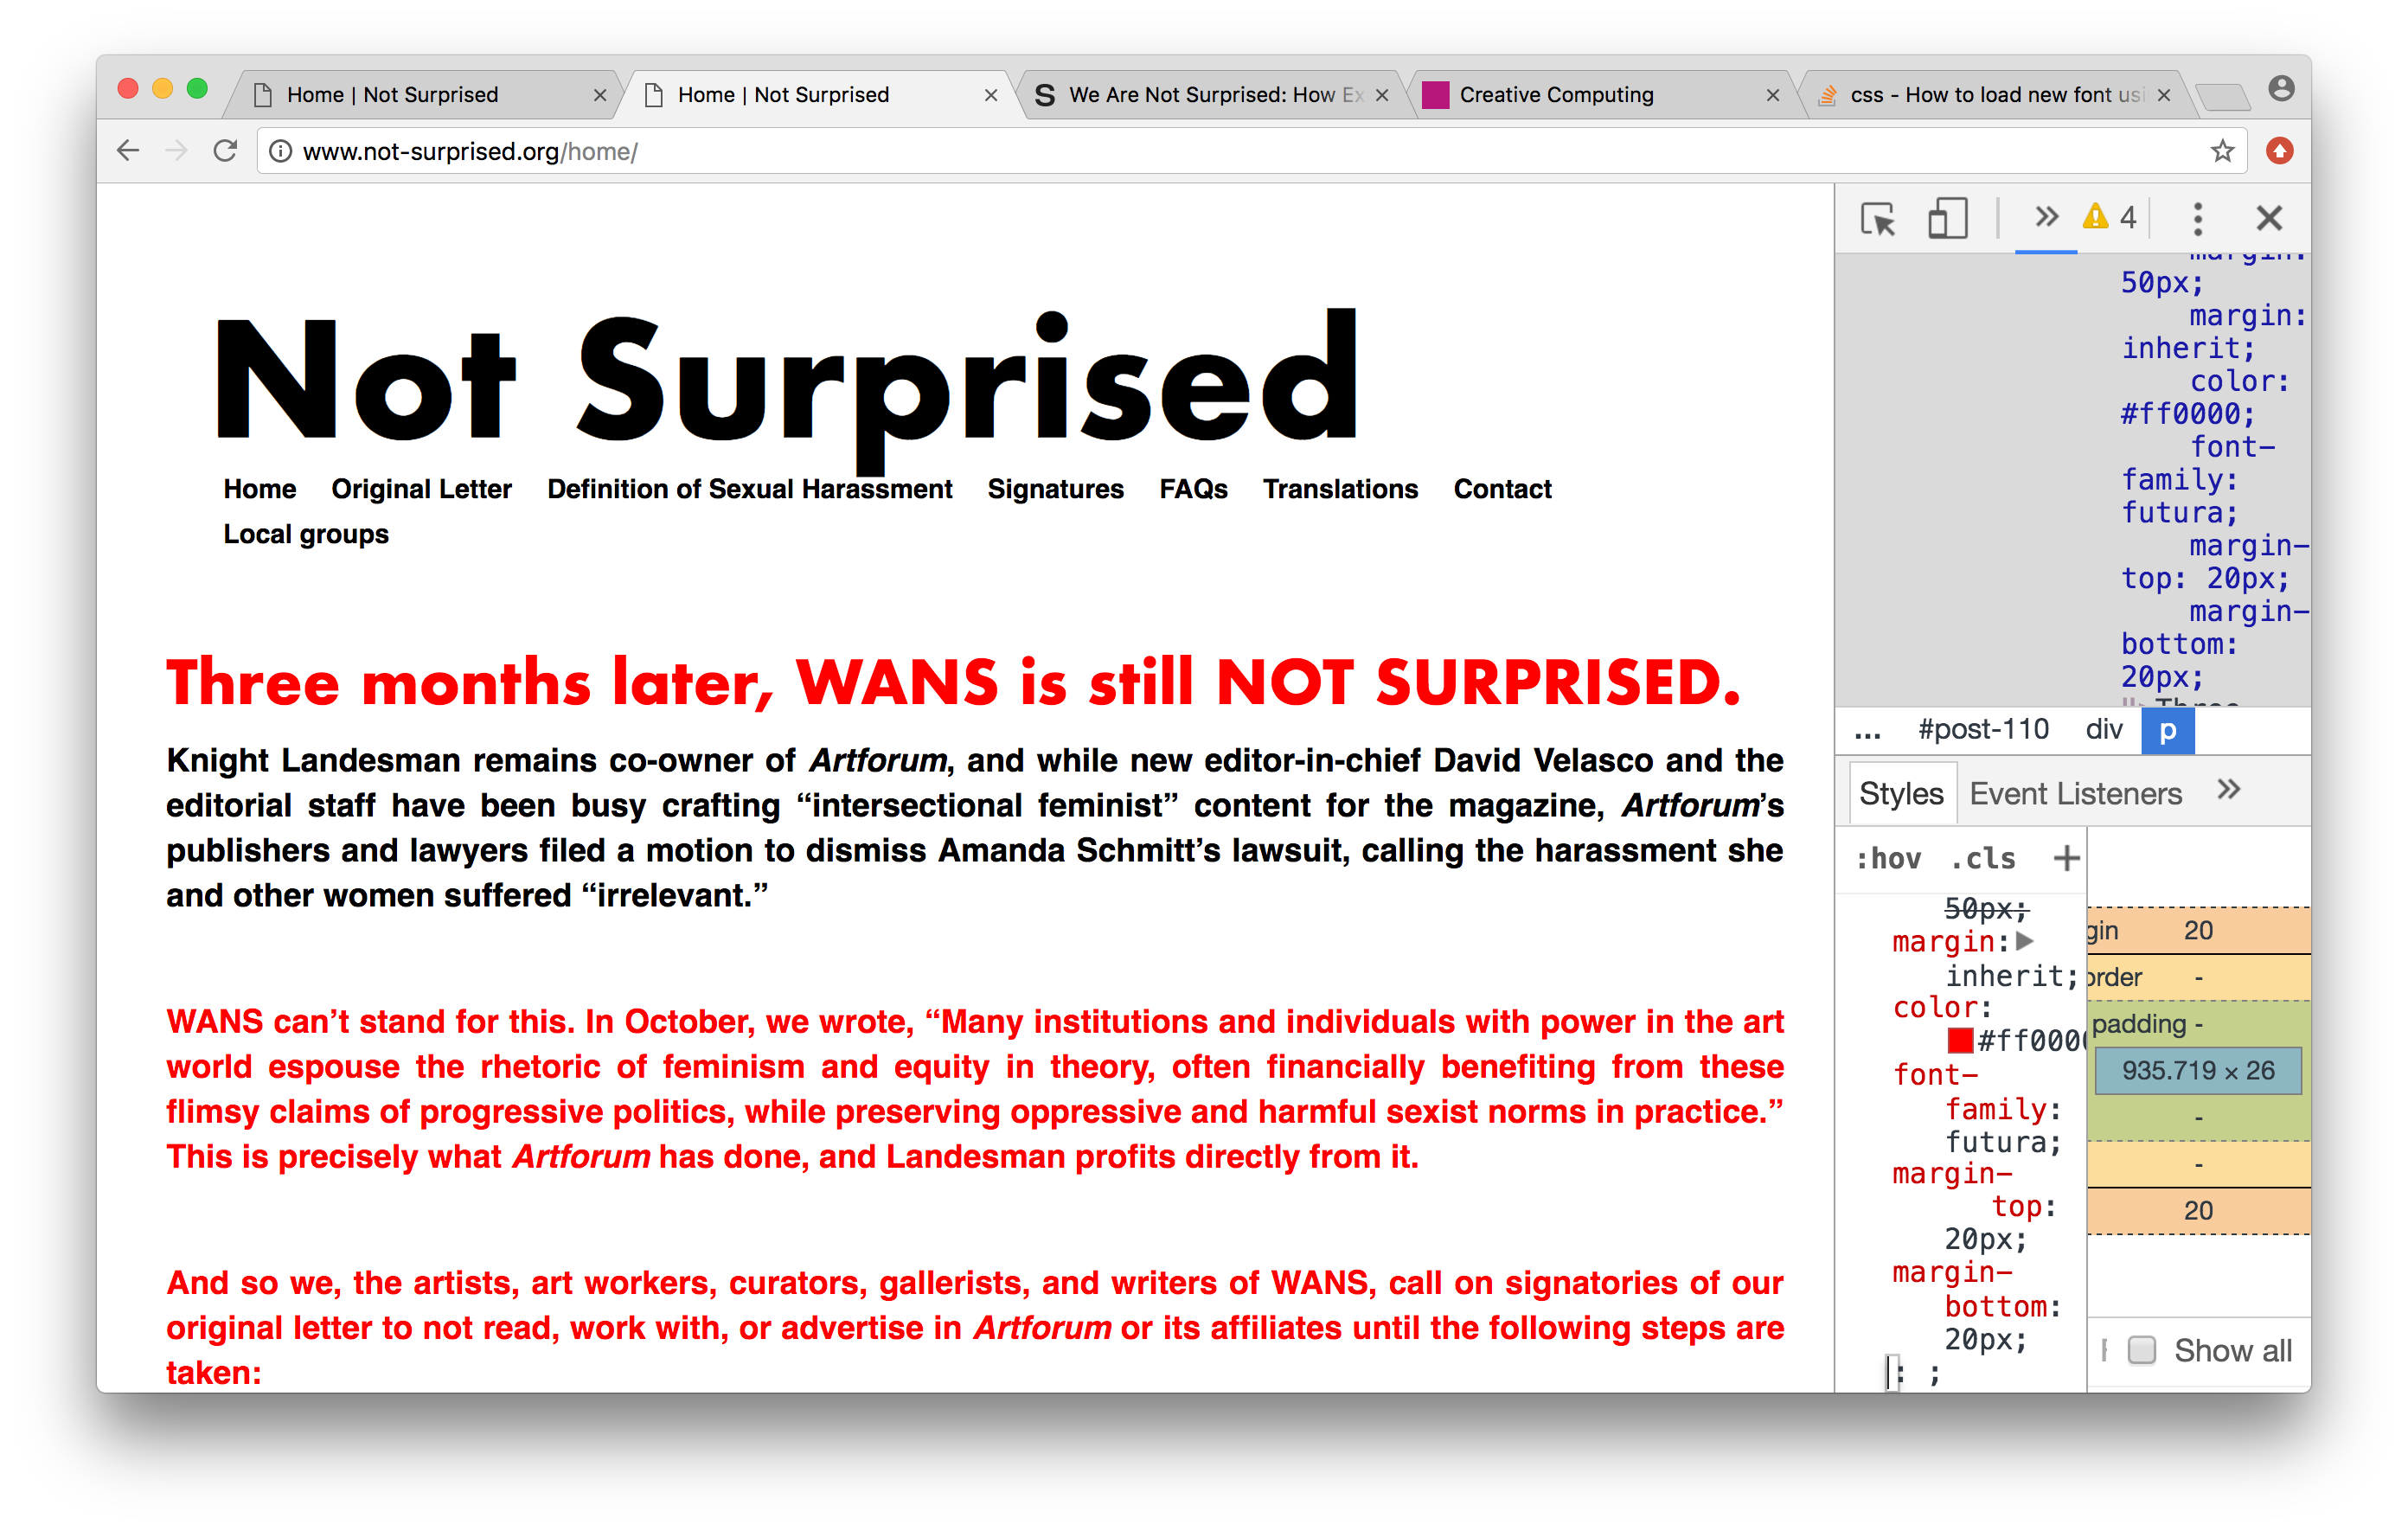 Home | Not Surprised
Home | Not Surprised
S We Are Not Surprised: How Ex
Creative Computing
css - How to load new font usi
www.not-surprised.org/home/
Not Surprised
Home Original Letter Definition of Sexual Harassment Signatures FAQs Translations Contact
Local groups
Three months later, WANS is still NOT SURPRISED.
Knight Landesman remains co-owner of Artforum, and while new editor-in-chief David Velasco and the
editorial staff have been busy crafting “intersectional feminist” content for the magazine, Artforum’s
publishers and lawyers filed a motion to dismiss Amanda Schmitt’s lawsuit, calling the harassment she
and other women suffered “irrelevant.”
WANS can’t stand for this. In October, we wrote, “Many institutions and individuals with power in the art
world espouse the rhetoric of feminism and equity in theory, often financially benefiting from these
flimsy claims of progressive politics, while preserving oppressive and harmful sexist norms in practice.”
This is precisely what Artforum has done, and Landesman profits directly from it.
And so we, the artists, art workers, curators, gallerists, and writers of WANS, call on signatories of our
original letter to not read, work with, or advertise in Artforum or its affiliates until the following steps are
taken:
4
margin:
50px;
margin:
inherit;
color:
#ff0000;
font-
family:
futura;
margin-
top: 20px;
margin-
bottom:
20px;
">Three
... #post-110 div p
Styles Event Listeners
:hov .cls +
50px;
margin:
inherit;
color:
#ff000
font-
family:
futura;
margin-
top:
20px;
margin-
bottom:
20px;
: ;
gin 20
order -
padding -
935.719 × 26
-
-
20
Show all